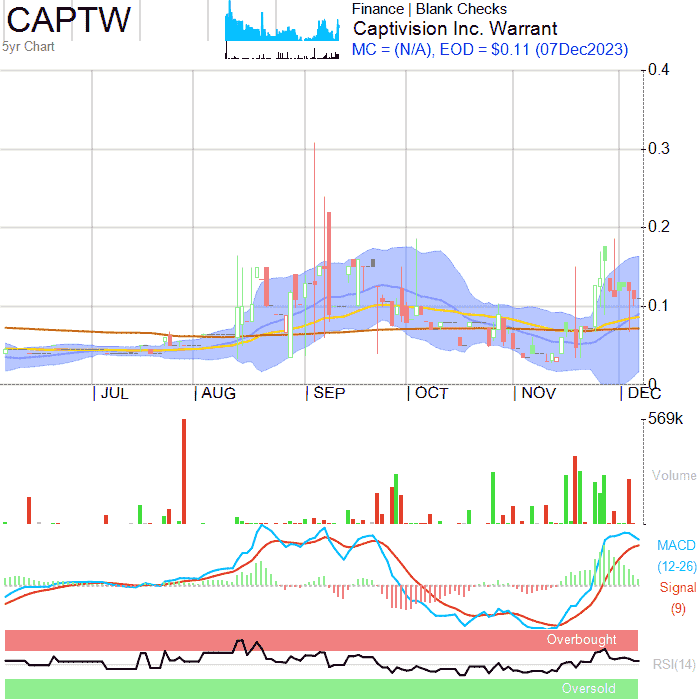 CAPTW
5yr Chart
Finance | Blank Checks
Captivision Inc. Warrant
MC = (N/A), EOD = $0.11 (07Dec2023)
0.4
0.3
0.2
0.1
0
JUL AUG SEP OCT NOV DEC
569k
Volume
MACD
(12-26)
Signal
(9)
Overbought
RSI(14)
Oversold